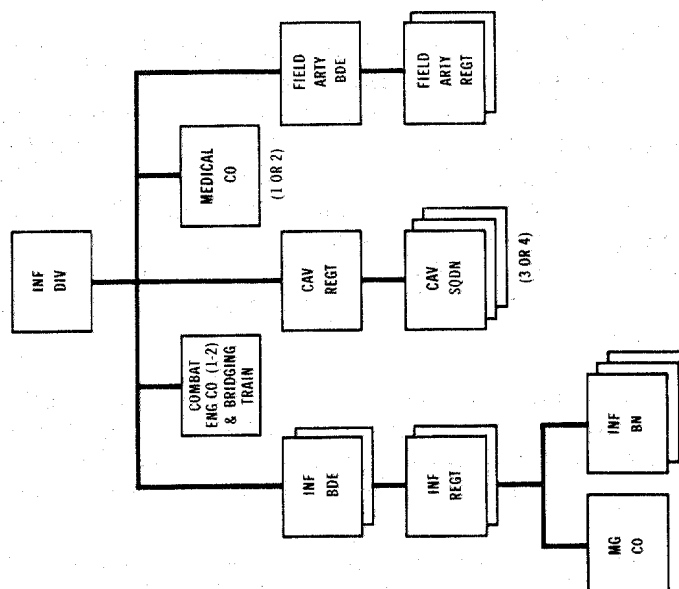 INF
DIV
COMBAT
ENG CO (1-2)
& BRIDGING
TRAIN
MEDICAL
CO
(1 OR 2)
INF
BDE
CAV
REGT
FIELD
ARTY
BDE
INF
REGT
CAV
SQDN
(3 OR 4)
FIELD
ARTY
REGT
MG
CO
INF
BN